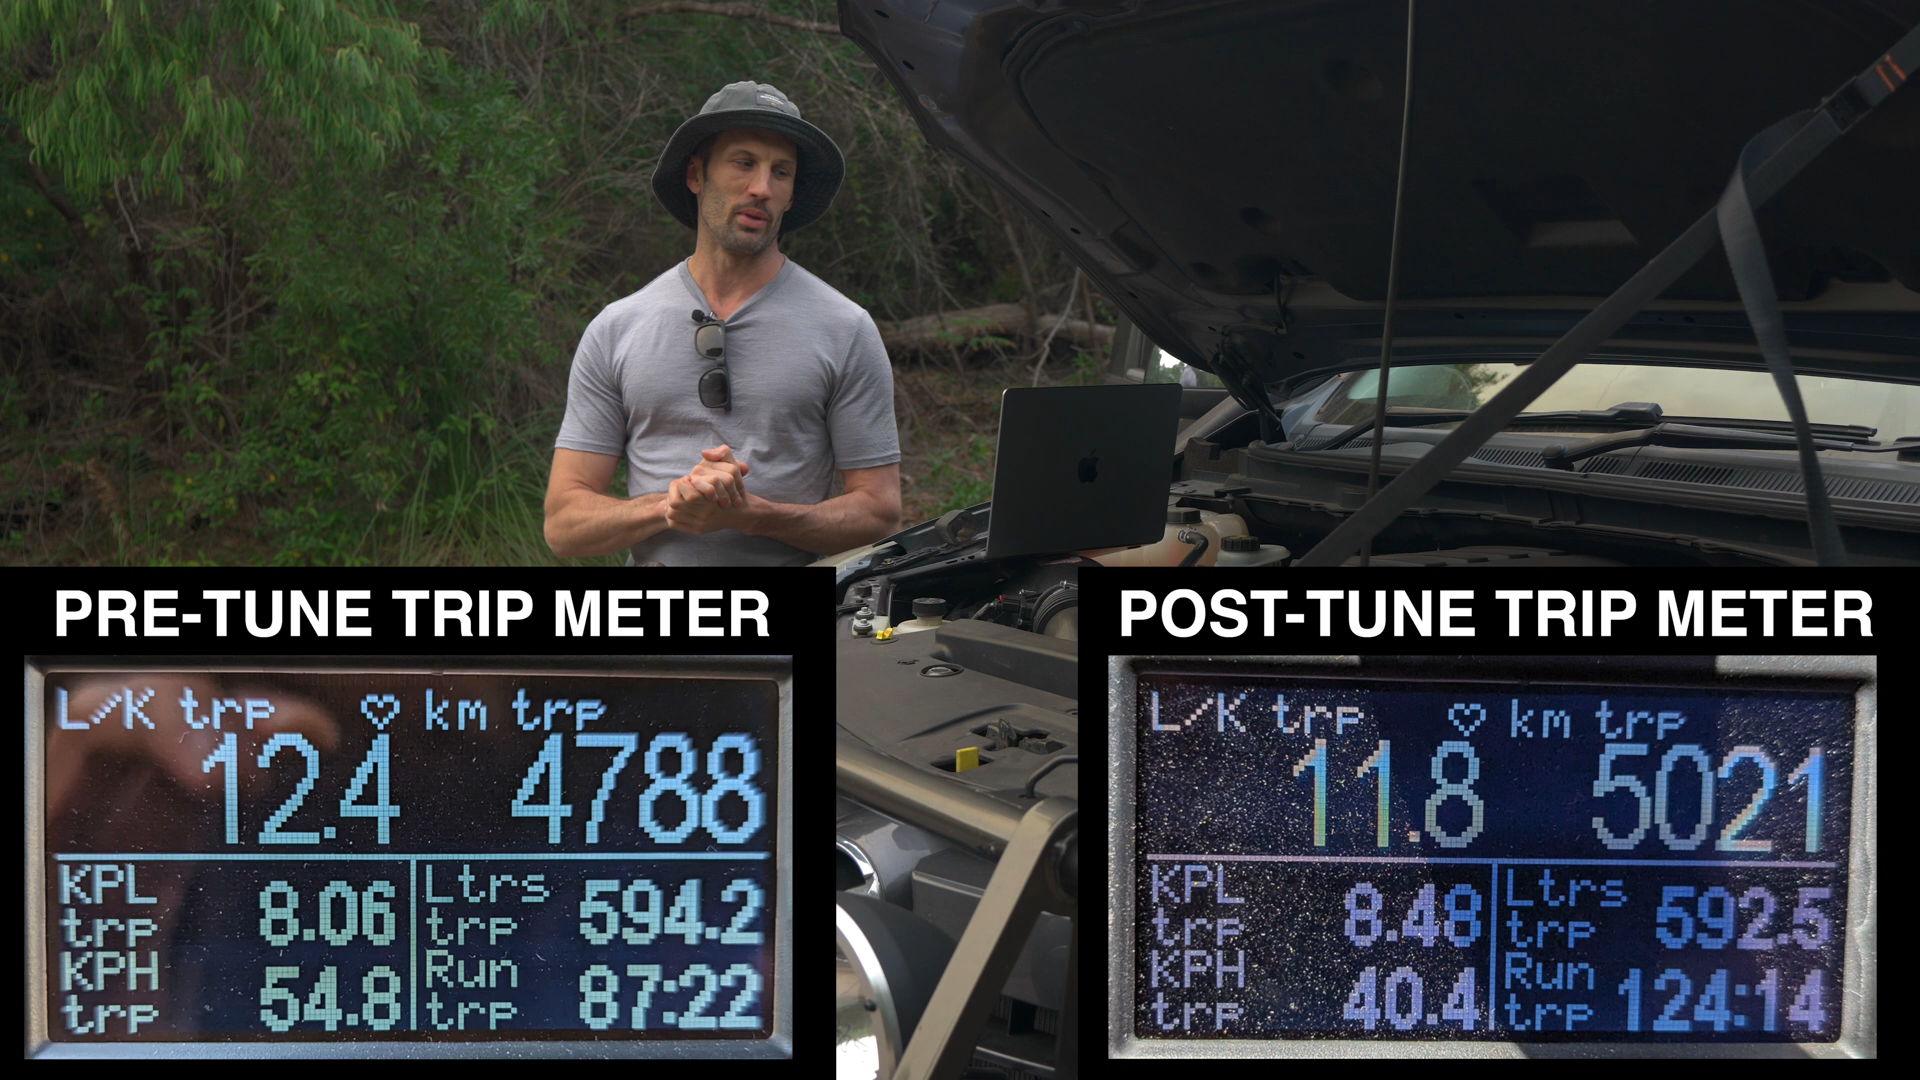 PRE-TUNE TRIP METER
L/K trp ♡ km trp
12.4 4788
KPL trp 8.06 Ltrs trp 594.2
KPH trp 54.8 Run trp 87:22
POST-TUNE TRIP METER
L/K trp ♡ km trp
11.8 5021
KPL trp 8.48 Ltrs trp 592.5
KPH trp 40.4 Run trp 124:14